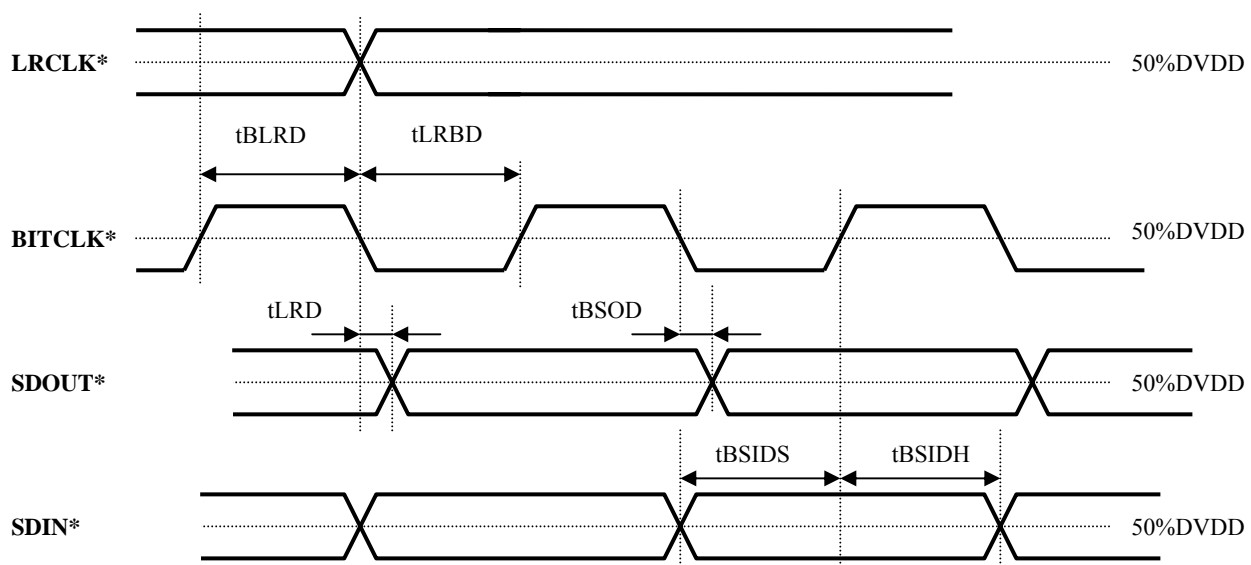 LRCLK*
50%DVDD
tBLRD
tLRBD
BITCLK*
50%DVDD
tLRD
tBSOD
SDOUT*
50%DVDD
tBSIDS
tBSIDH
SDIN*
50%DVDD